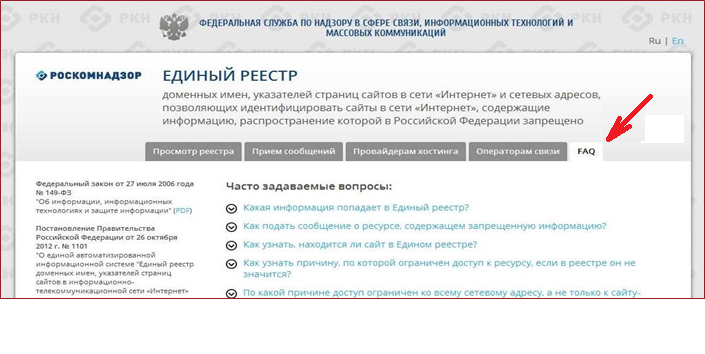 РКН РКН
ФЕДЕРАЛЬНАЯ СЛУЖБА ПО НАДЗОРУ В СФЕРЕ СВЯЗИ, ИНФОРМАЦИОННЫХ ТЕХНОЛОГИЙ И
МАССОВЫХ КОММУНИКАЦИЙ
Ru | En
РОСКОМНАДЗОР
ЕДИНЫЙ РЕЕСТР
доменных имен, указателей страниц сайтов в сети «Интернет» и сетевых адресов,
позволяющих идентифицировать сайты в сети «Интернет», содержащие
информацию, распространение которой в Российской Федерации запрещено
Просмотр реестра Прием сообщений Провайдерам хостинга Операторам связи FAQ
Федеральный закон от 27 июля 2006 года
№ 149-ФЗ
"Об информации, информационных
технологиях и защите информации" (PDF)
Постановление Правительства
Российской Федерации от 26 октября
2012 г. № 1101
"О единой автоматизированной
информационной системе "Единый реестр
доменных имен, указателей страниц
сайтов в информационно-
телекоммуникационной сети «Интернет»
Часто задаваемые вопросы:
Какая информация попадает в Единый реестр?
Как подать сообщение о ресурсе, содержащем запрещенную информацию?
Как узнать, находится ли сайт в Едином реестре?
Как узнать причину, по которой ограничен доступ к ресурсу, если в реестре он не
значится?
По какой причине доступ ограничен ко всему сетевому адресу, а не только к сайту-